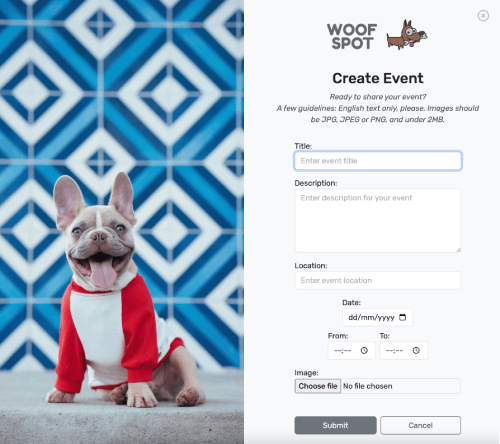 WOOF
SPOT
Create Event
Ready to share your event?
A few guidelines: English text only, please. Images should
be JPG, JPEG or PNG, and under 2MB.
Title:
Enter event title
Description:
Enter description for your event
Location:
Enter event location
Date:
dd/mm/yyyy
From: To:
--:-- --:--
Image:
Choose file No file chosen
Submit Cancel